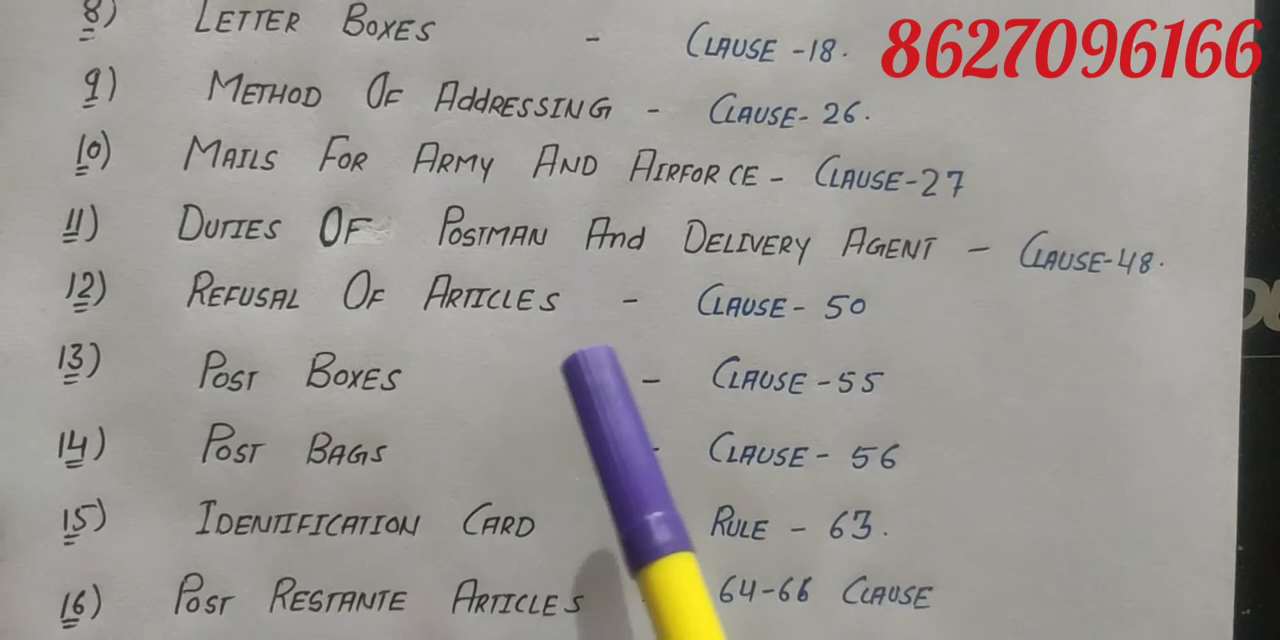 8) LETTER BOXES - CLAUSE -18. 8627096166
9) METHOD OF ADDRESSING - CLAUSE- 26.
10) MAILS FOR ARMY AND AIRFORCE - CLAUSE-27
11) DUTIES OF POSTMAN And DELIVERY AGENT - CLAUSE-48.
12) REFUSAL OF ARTICLES - CLAUSE - 50
13) POST BOXES - CLAUSE -55
14) POST BAGS - CLAUSE - 56
15) IDENTIFICATION CARD RULE - 63.
16) POST RESTANTE ARTICLES - 64-66 CLAUSE